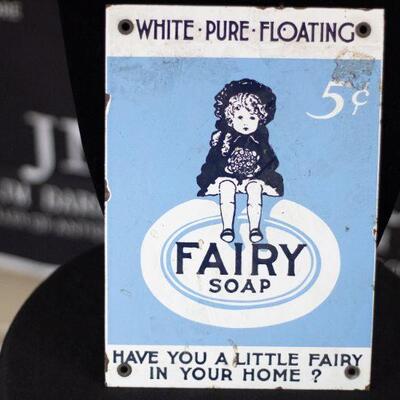 WHITE · PURE · FLOATING
5¢
FAIRY
SOAP
HAVE YOU A LITTLE FAIRY
IN YOUR HOME ?